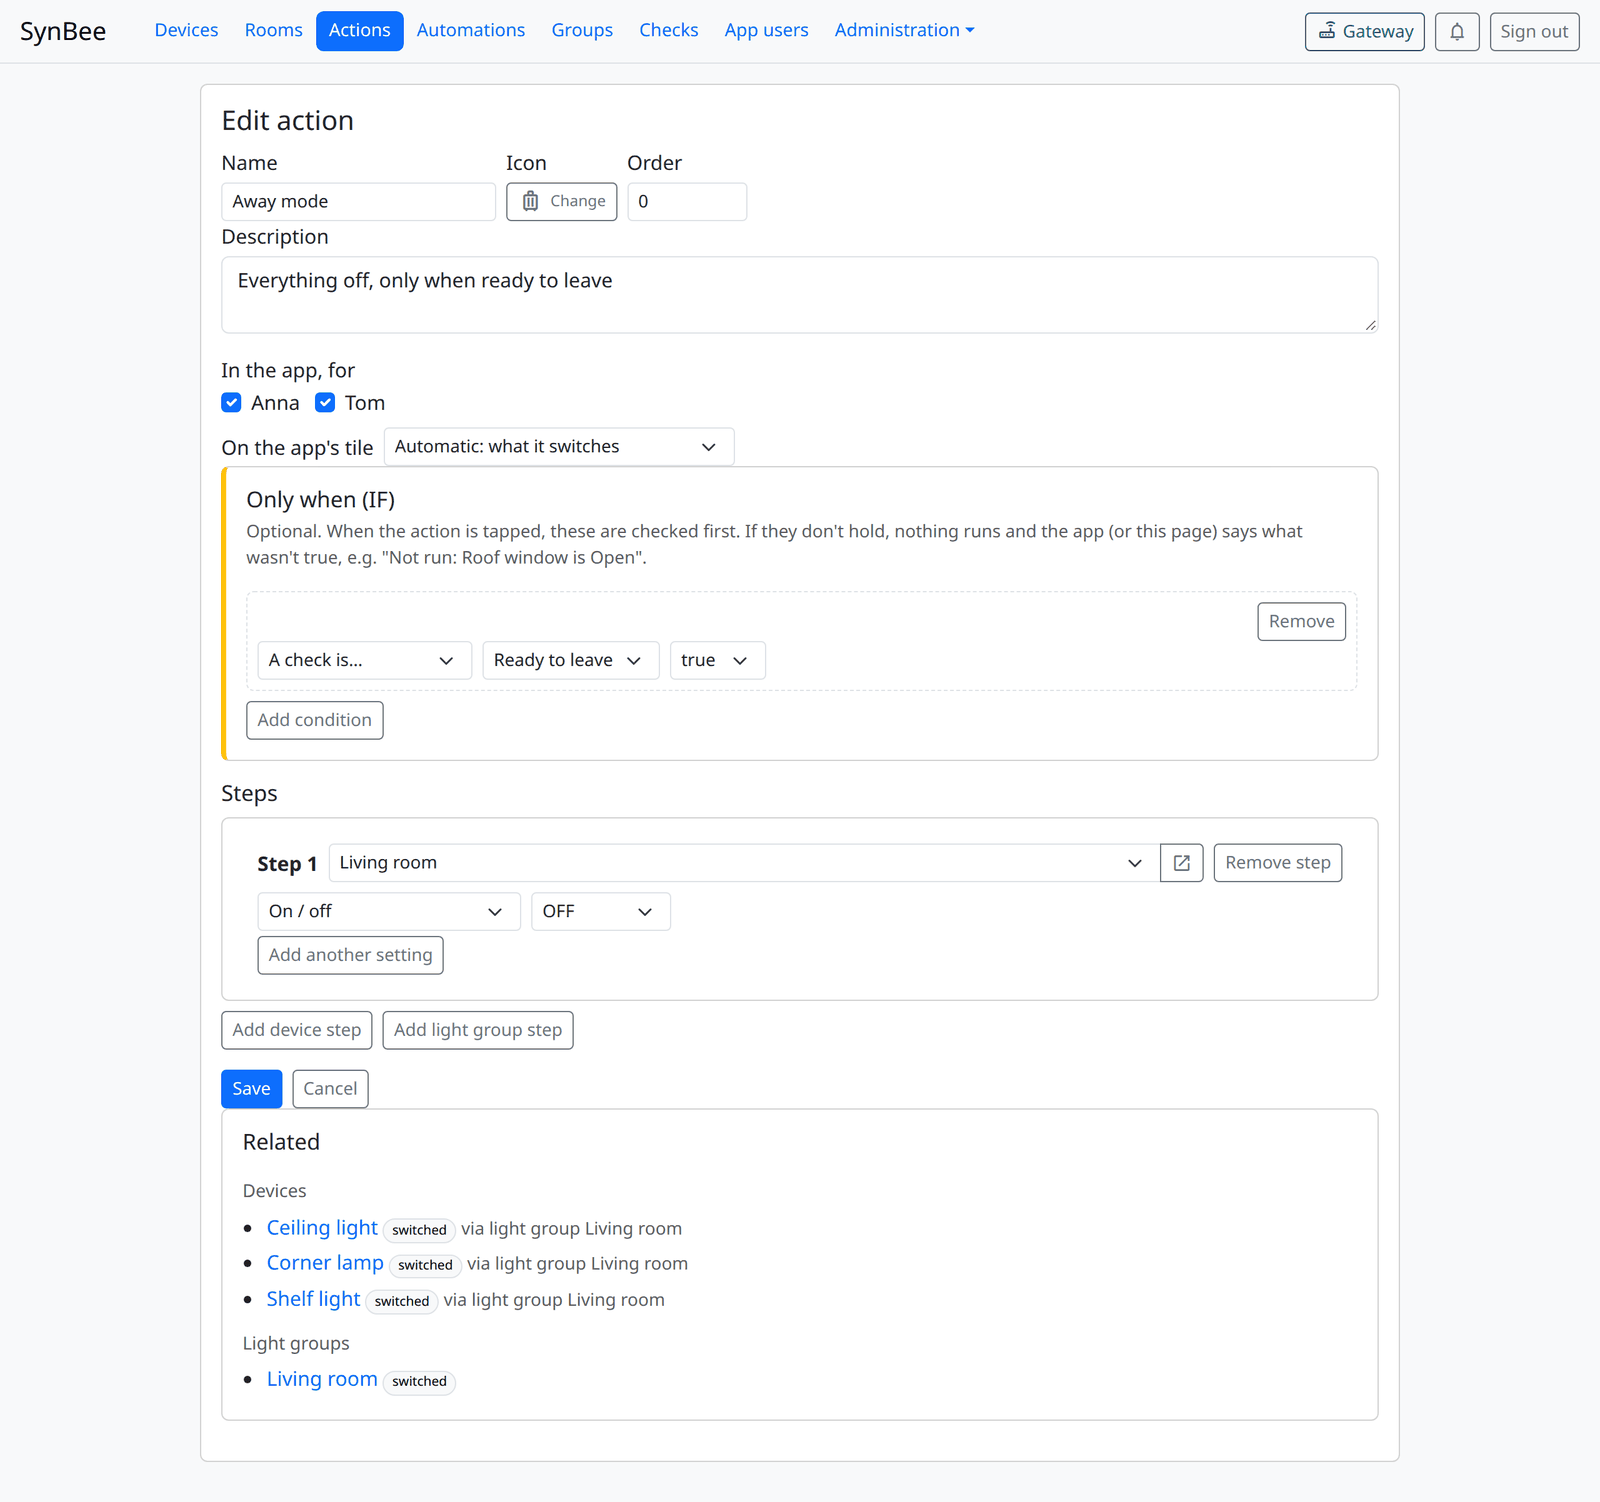 SynBee Devices Rooms Actions Automations Groups Checks App users Administration Gateway Sign out
Edit action
Name Icon Order
Away mode Change 0
Description
Everything off, only when ready to leave
In the app, for
Anna Tom
On the app's tile Automatic: what it switches
Only when (IF)
Optional. When the action is tapped, these are checked first. If they don't hold, nothing runs and the app (or this page) says what
wasn't true, e.g. "Not run: Roof window is Open".
Remove
A check is... Ready to leave true
Add condition
Steps
Step 1 Living room Remove step
On / off OFF
Add another setting
Add device step Add light group step
Save Cancel
Related
Devices
Ceiling light switched via light group Living room
Corner lamp switched via light group Living room
Shelf light switched via light group Living room
Light groups
Living room switched